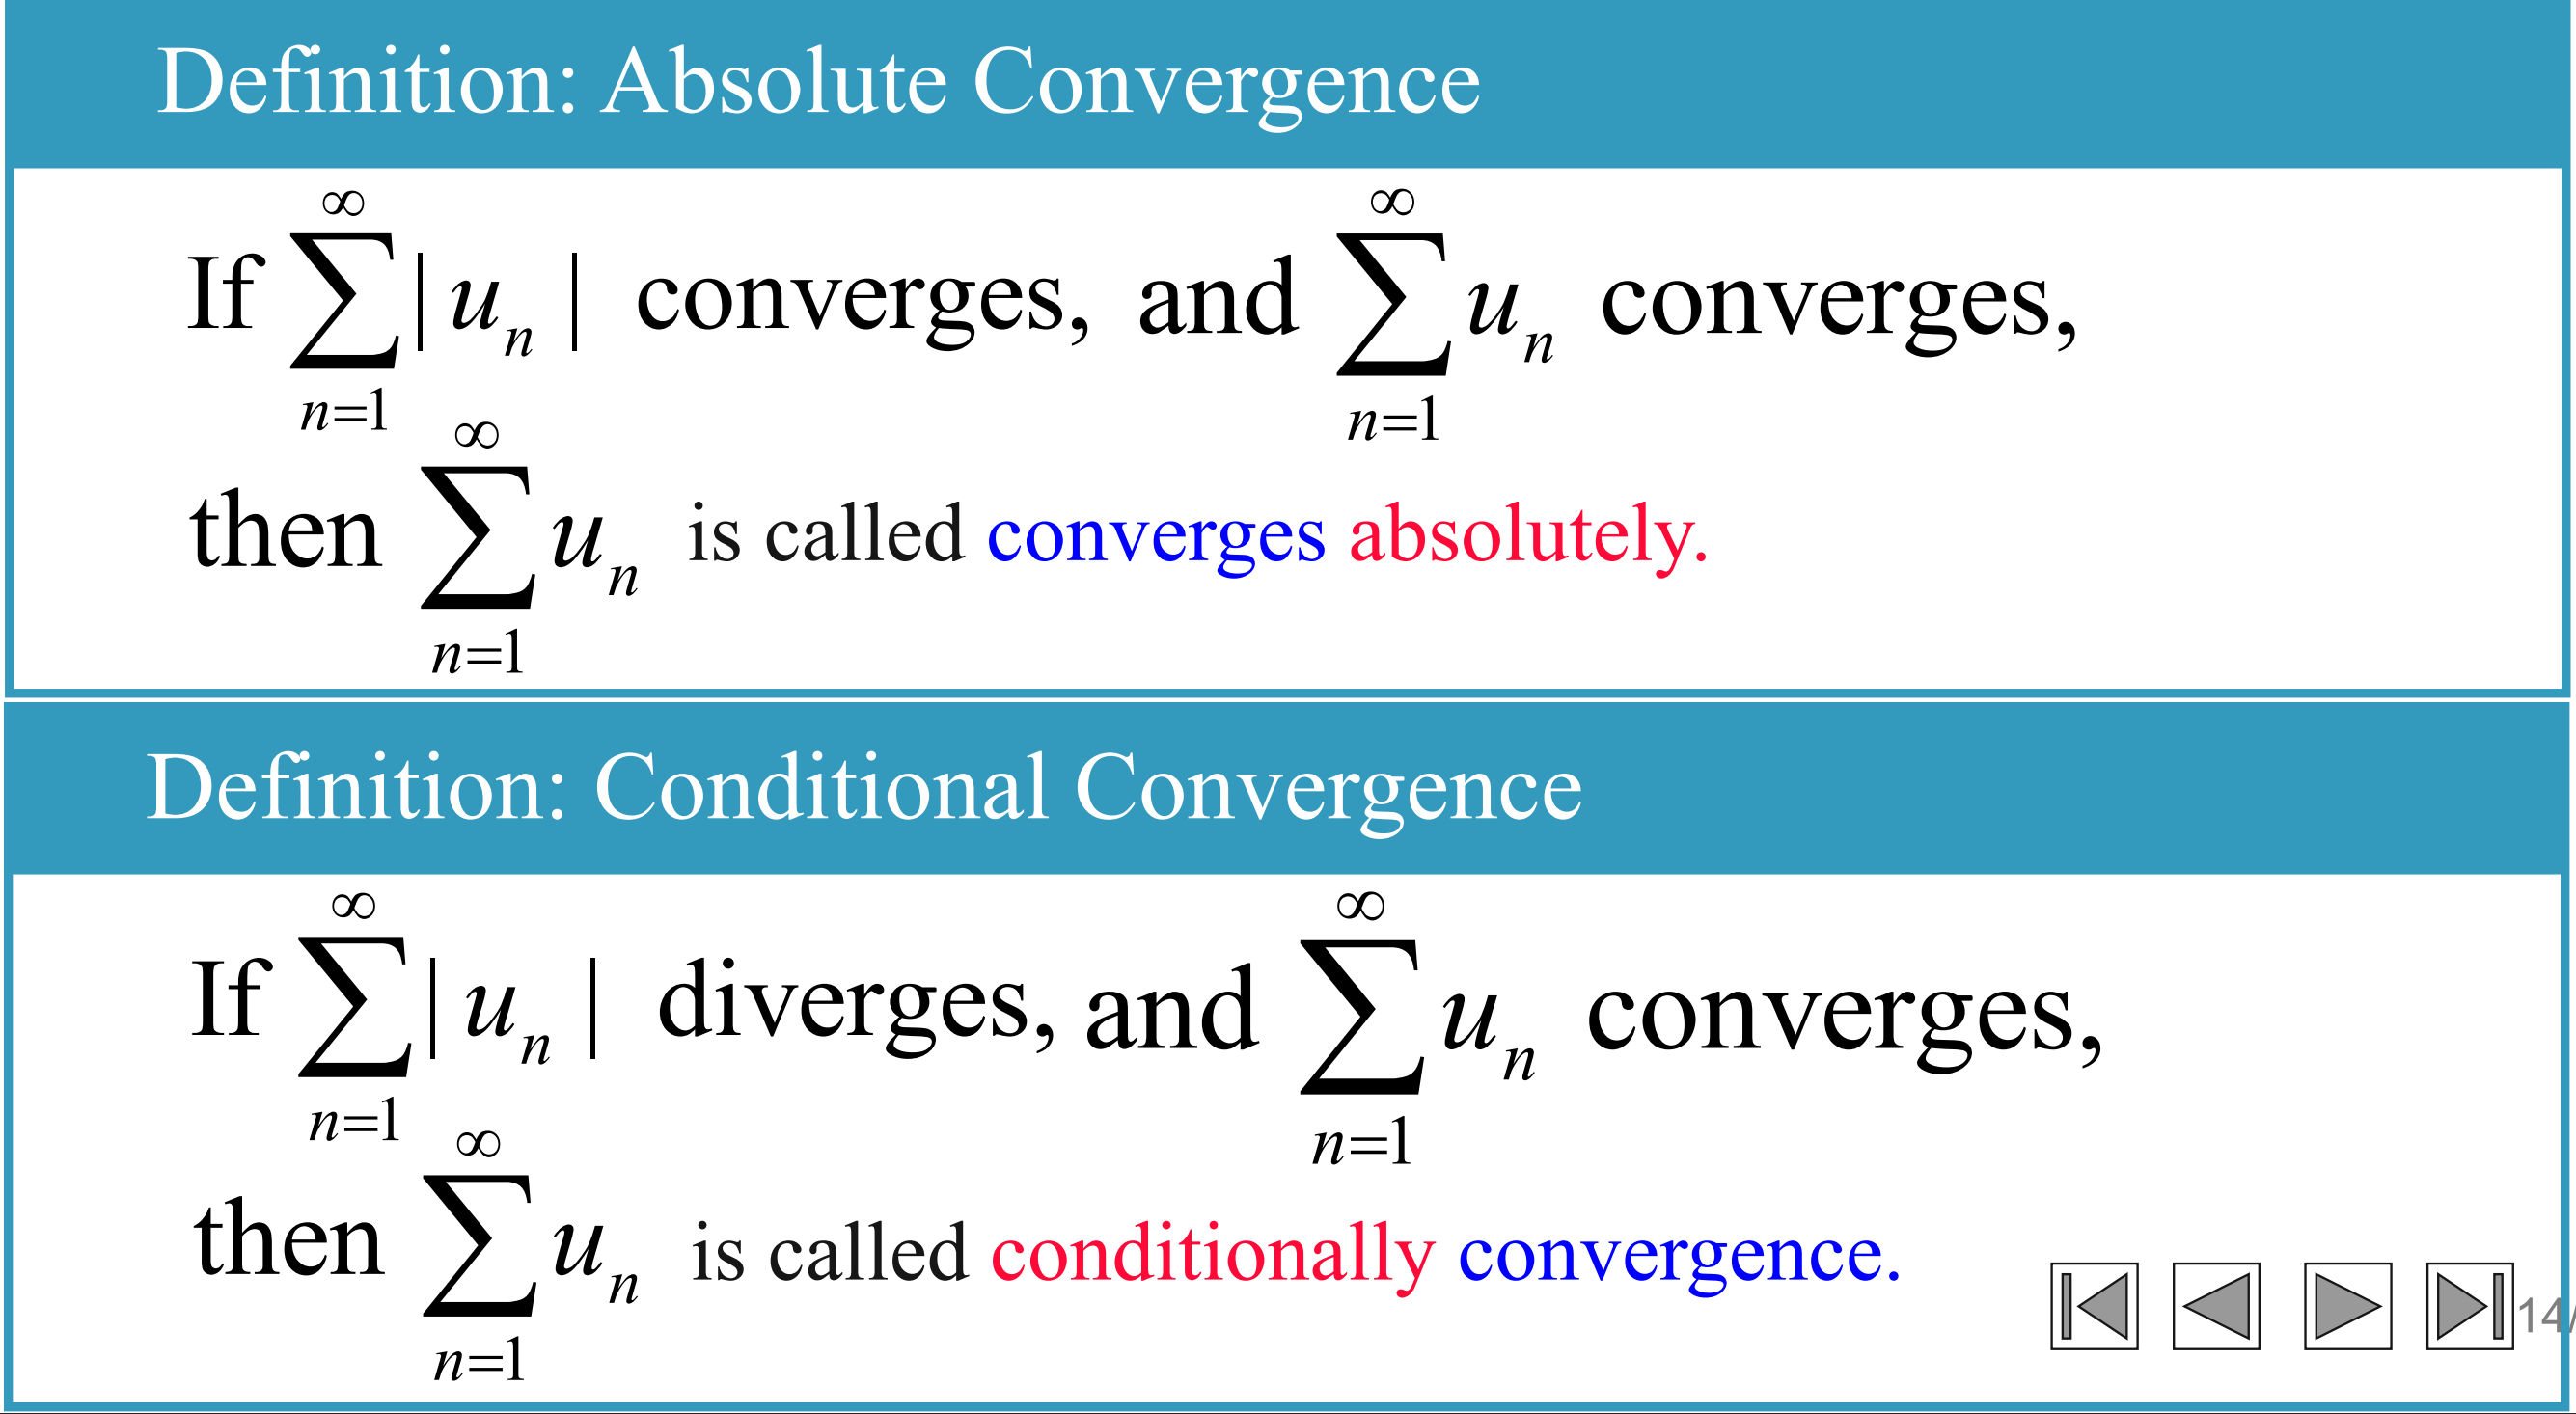 Definition: Absolute Convergence
If $\sum_{n=1}^{\infty} | u_n |$ converges, and $\sum_{n=1}^{\infty} u_n$ converges,
then $\sum_{n=1}^{\infty} u_n$ is called converges absolutely.
Definition: Conditional Convergence
If $\sum_{n=1}^{\infty} | u_n |$ diverges, and $\sum_{n=1}^{\infty} u_n$ converges,
then $\sum_{n=1}^{\infty} u_n$ is called conditionally convergence.
14/